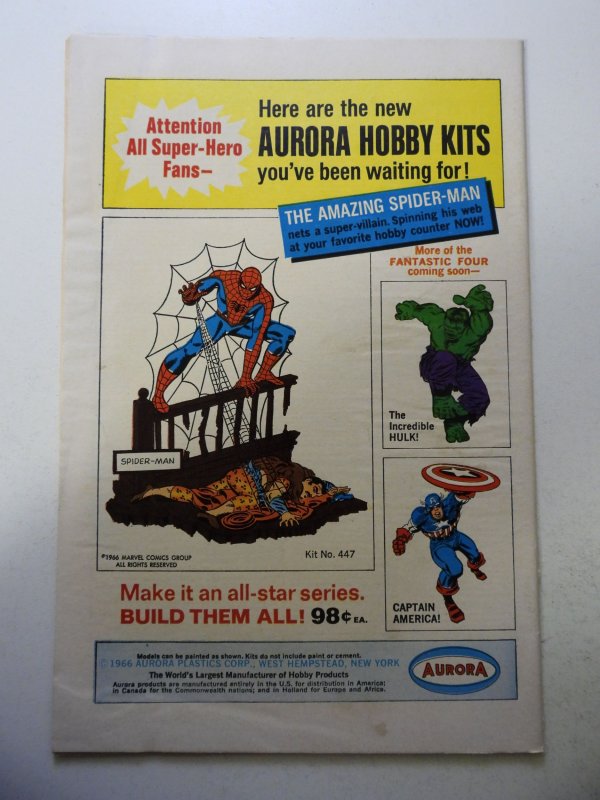 Attention
All Super-Hero
Fans—
Here are the new
AURORA HOBBY KITS
you've been waiting for!
THE AMAZING SPIDER-MAN
nets a super-villain. Spinning his web
at your favorite hobby counter NOW!
More of the
FANTASTIC FOUR
coming soon—
SPIDER-MAN
©1966 MARVEL COMICS GROUP
ALL RIGHTS RESERVED
Kit No. 447
The
Incredible
HULK!
CAPTAIN
AMERICA!
Make it an all-star series.
BUILD THEM ALL! 98¢ EA.
Models can be painted as shown. Kits do not include paint or cement.
© 1966 AURORA PLASTICS CORP., WEST HEMPSTEAD, NEW YORK
The World's Largest Manufacturer of Hobby Products
Aurora products are manufactured entirely in the U.S. for distribution in America;
in Canada for the Commonwealth nations; and in Holland for Europe and Africa.
AURORA